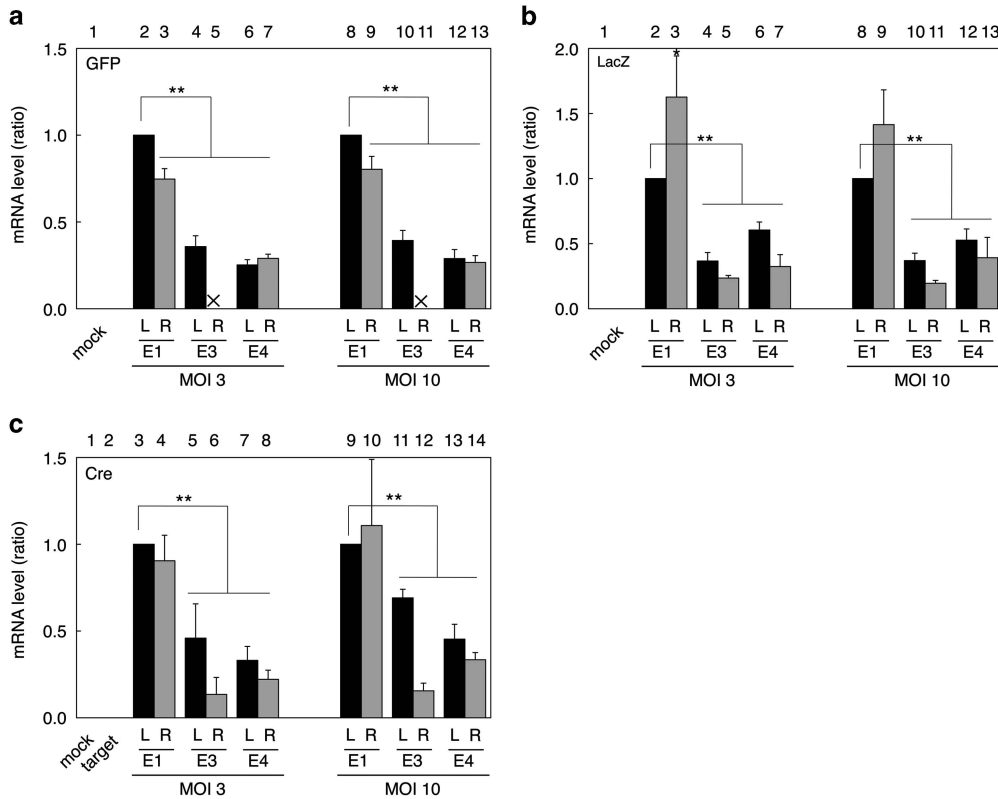 a
1 2 3 4 5 6 7 8 9 10 11 12 13
GFP
mRNA level (ratio)
1.5
1.0
0.5
0.0
** **
× ×
mock
L R L R L R L R L R L R
E1 E3 E4 E1 E3 E4
MOI 3 MOI 10
b
1 2 3 4 5 6 7 8 9 10 11 12 13
LacZ
mRNA level (ratio)
2.0
1.5
1.0
0.5
0.0
*
** **
mock
L R L R L R L R L R L R
E1 E3 E4 E1 E3 E4
MOI 3 MOI 10
c
1 2 3 4 5 6 7 8 9 10 11 12 13 14
Cre
mRNA level (ratio)
1.5
1.0
0.5
0.0
** **
mock
target
L R L R L R L R L R L R
E1 E3 E4 E1 E3 E4
MOI 3 MOI 10